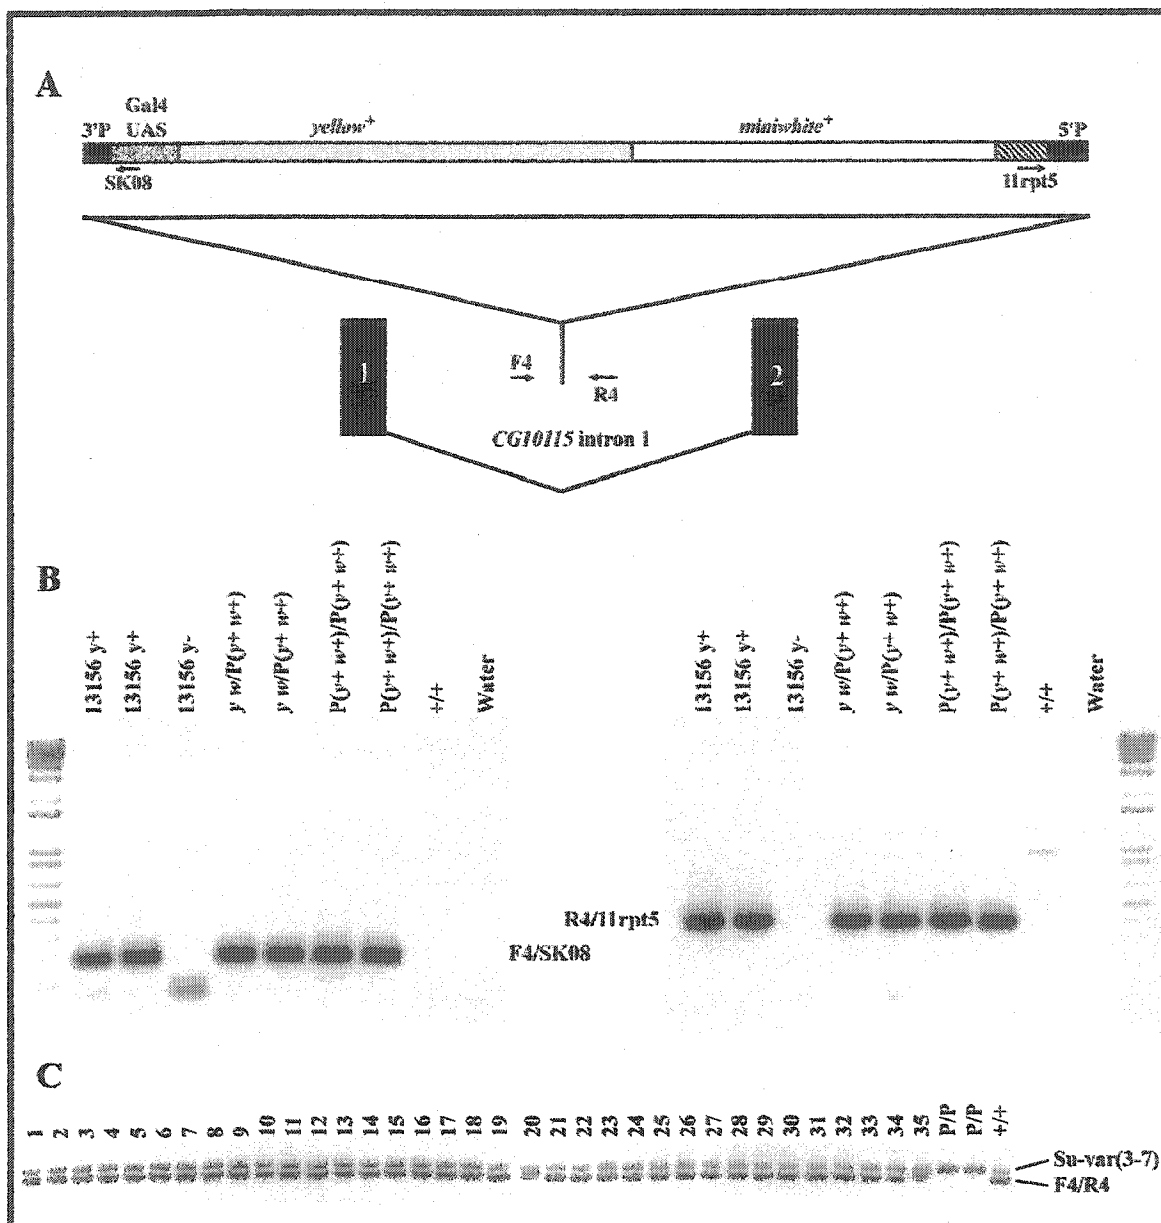 A
Gal4
3'P UAS yellow+ miniwhite+ 5'P
SK08 11rpt5
F4
1 2
R4
CG10115 intron 1
B
13156 y+
13156 y+
13156 y-
y w/P(y+ w+)
y w/P(y+ w+)
P(y+ w+)/P(y+ w+)
P(y+ w+)/P(y+ w+)
+/+
Water
13156 y+
13156 y+
13156 y-
y w/P(y+ w+)
y w/P(y+ w+)
P(y+ w+)/P(y+ w+)
P(y+ w+)/P(y+ w+)
+/+
Water
R4/11rpt5
F4/SK08
C
1 2 3 4 5 6 7 8 9 10 11 12 13 14 15 16 17 18 19 20 21 22 23 24 25 26 27 28 29 30 31 32 33 34 35 P/P P/P +/+
Su-var(3-7)
F4/R4